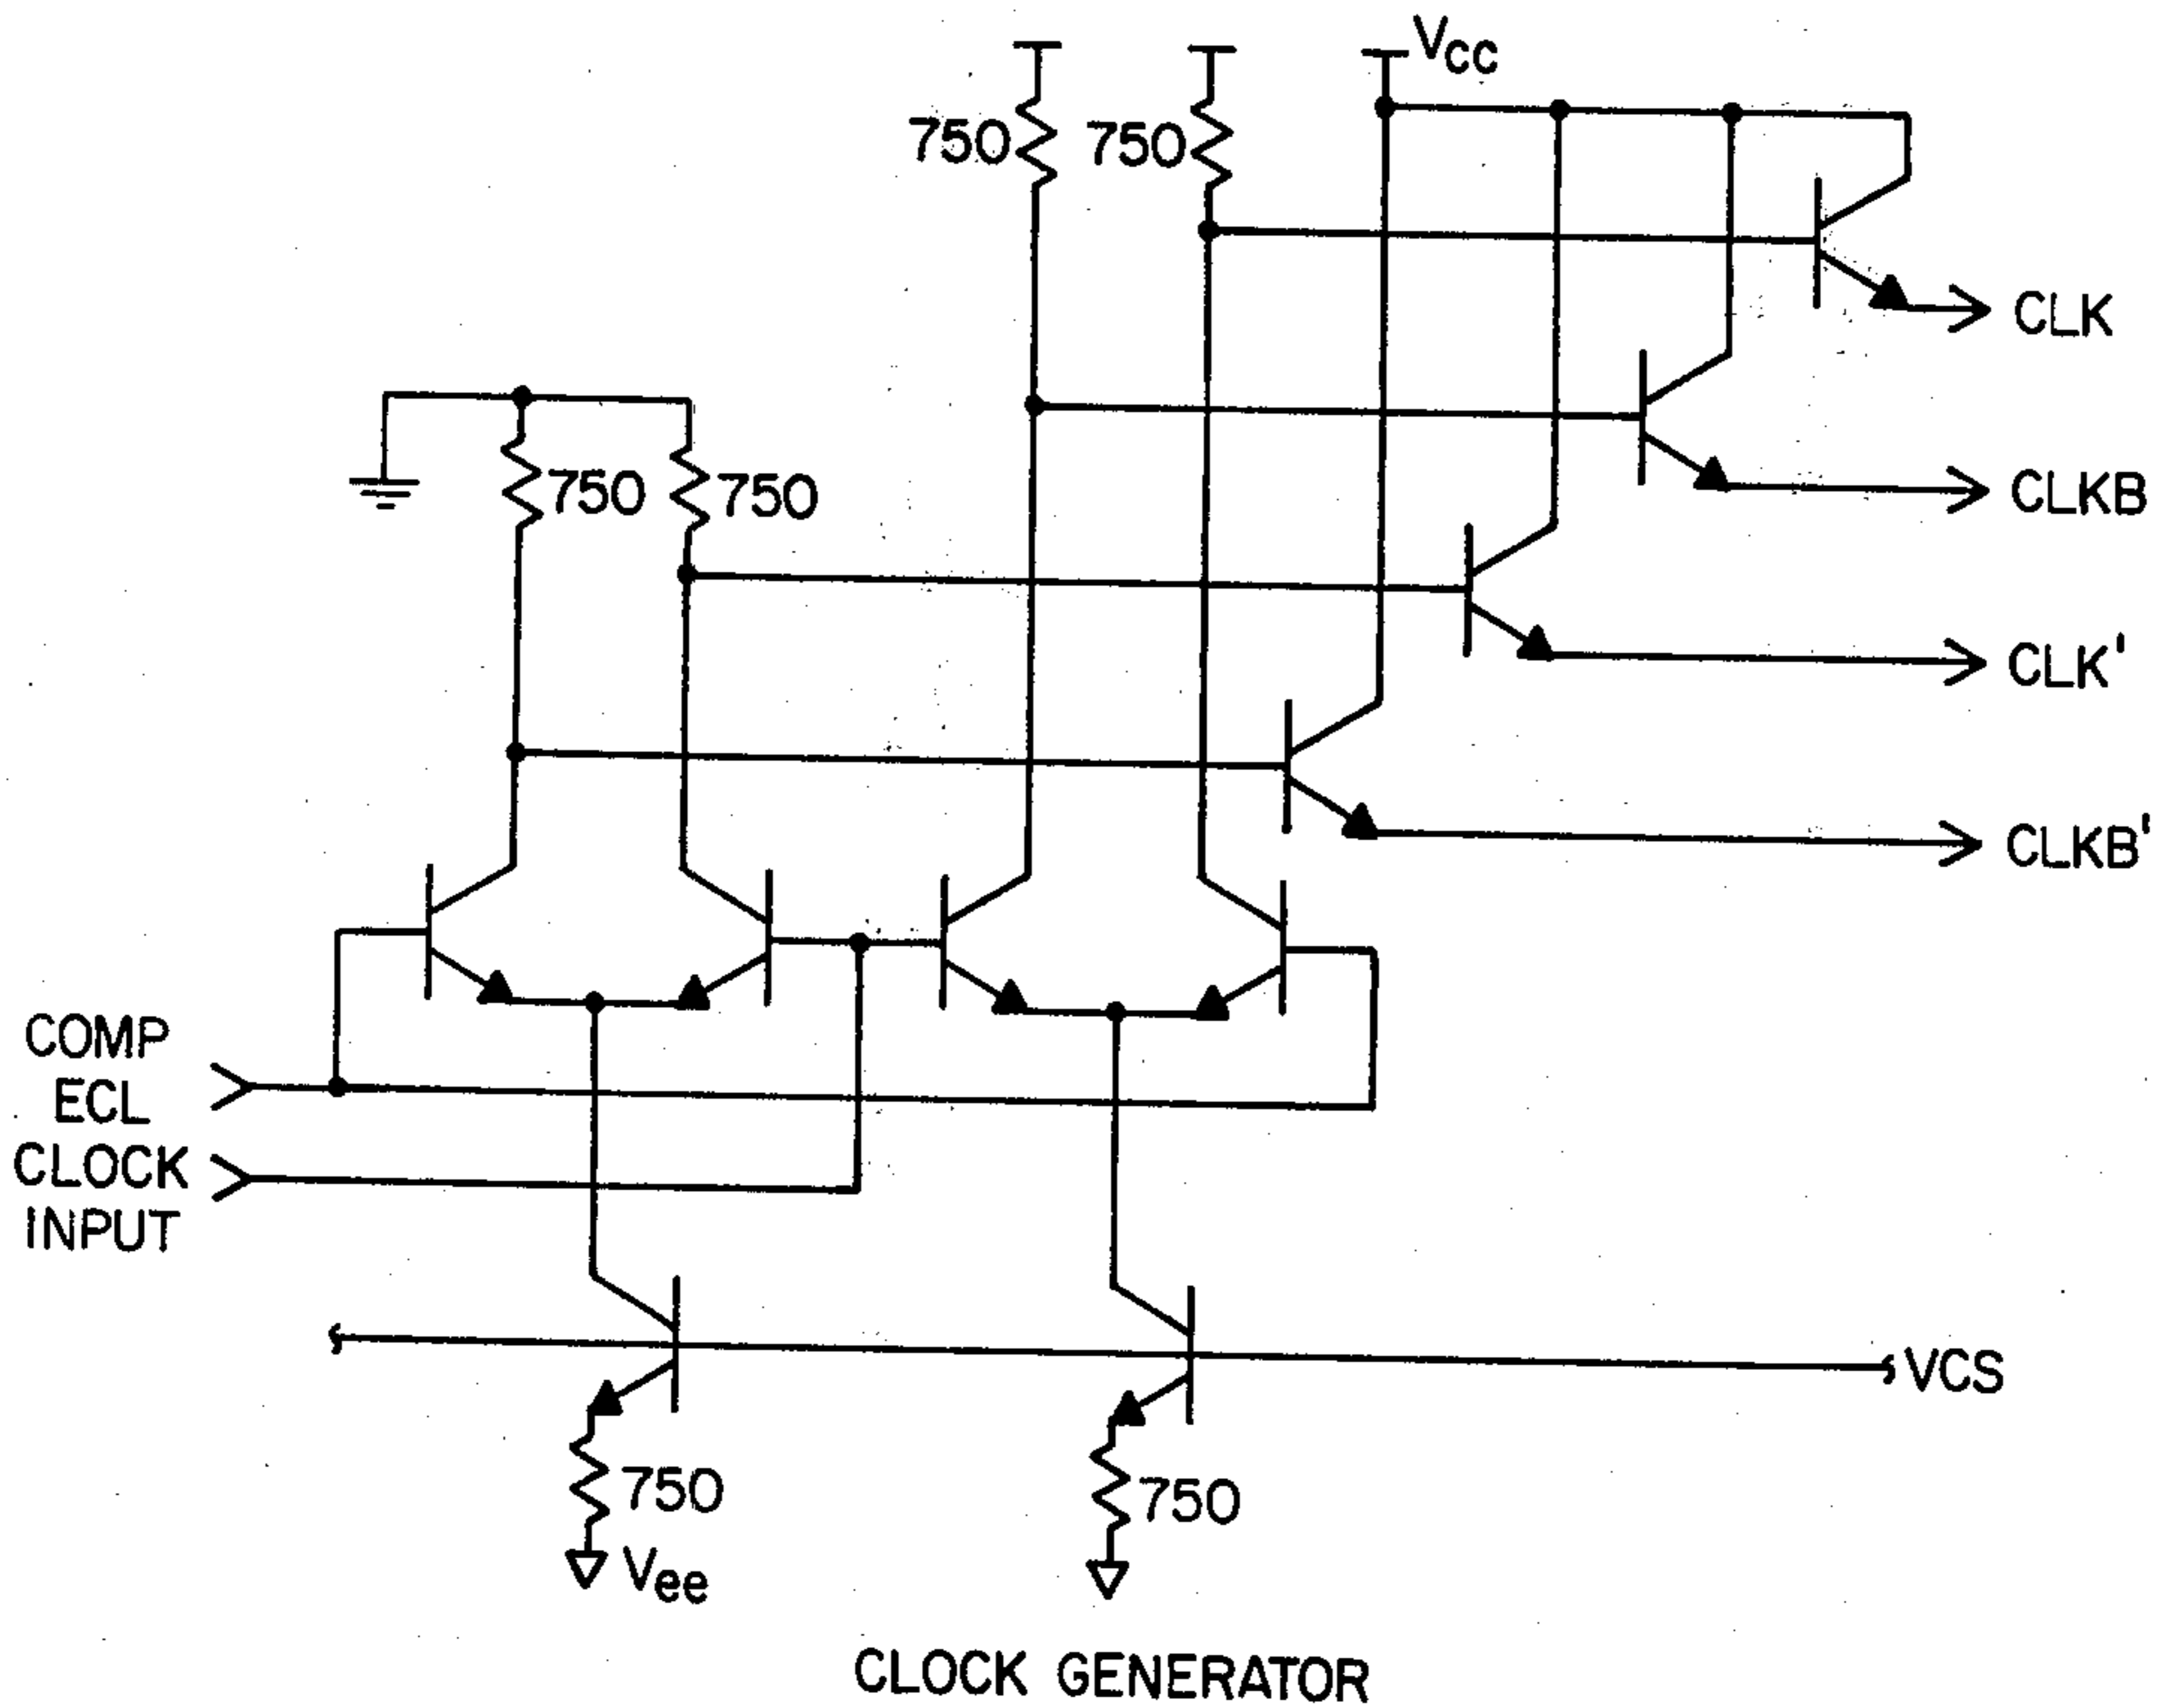 Vcc
750 750
CLK
CLKB
750 750
CLK'
CLKB'
COMP
ECL
CLOCK
INPUT
VCS
750 750
Vee
CLOCK GENERATOR